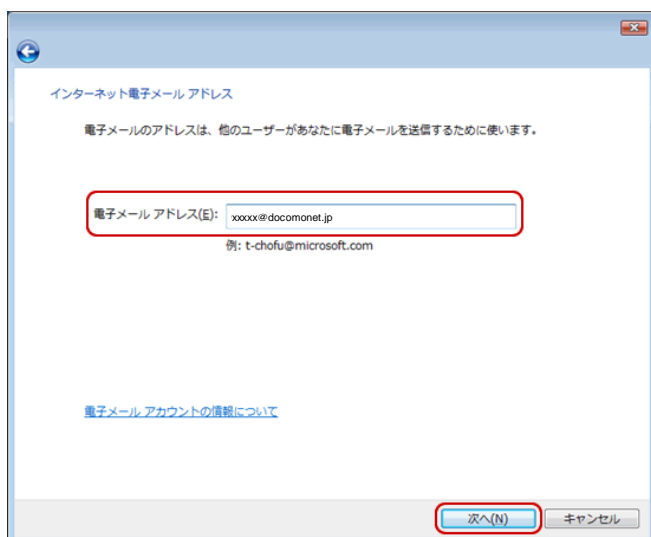 インターネット電子メール アドレス
電子メールのアドレスは、他のユーザーがあなたに電子メールを送信するために使います。
電子メール アドレス(E): xxxxx@docomonet.jp
例: t-chofu@microsoft.com
電子メール アカウントの情報について
次へ(N) キャンセル